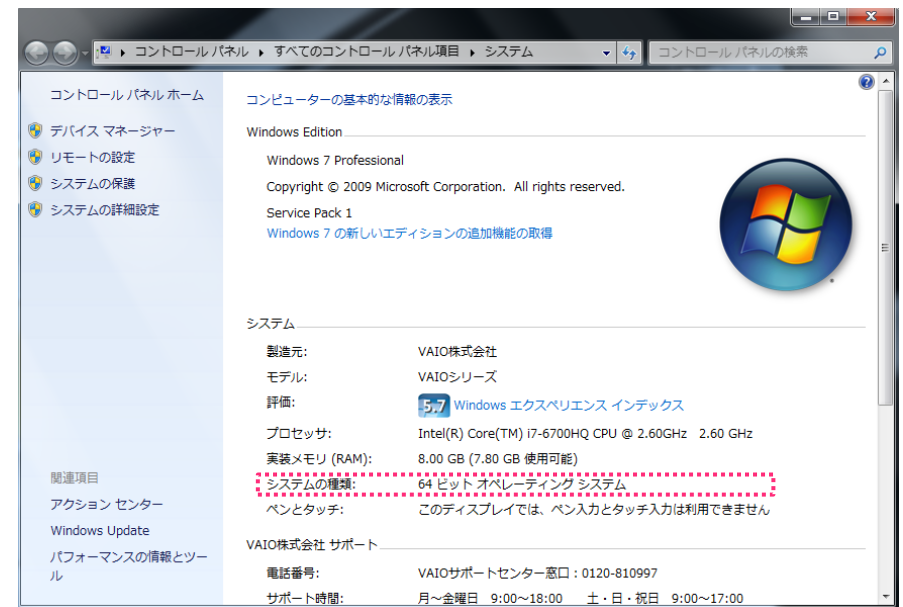 コントロール パネル ▸ すべてのコントロール パネル項目 ▸ システム
コントロール パネルの検索
コントロール パネル ホーム
デバイス マネージャー
リモートの設定
システムの保護
システムの詳細設定
コンピューターの基本的な情報の表示
Windows Edition
Windows 7 Professional
Copyright © 2009 Microsoft Corporation.  All rights reserved.
Service Pack 1
Windows 7 の新しいエディションの追加機能の取得
システム
製造元: VAIO株式会社
モデル: VAIOシリーズ
評価: 5.7 Windows エクスペリエンス インデックス
プロセッサ: Intel(R) Core(TM) i7-6700HQ CPU @ 2.60GHz   2.60 GHz
実装メモリ (RAM): 8.00 GB (7.80 GB 使用可能)
システムの種類: 64 ビット オペレーティング システム
ペンとタッチ: このディスプレイでは、ペン入力とタッチ入力は利用できません
VAIO株式会社 サポート
電話番号: VAIOサポートセンター窓口：0120-810997
サポート時間: 月～金曜日　9:00～18:00　　土・日・祝日　9:00～17:00
関連項目
アクション センター
Windows Update
パフォーマンスの情報とツー
ル